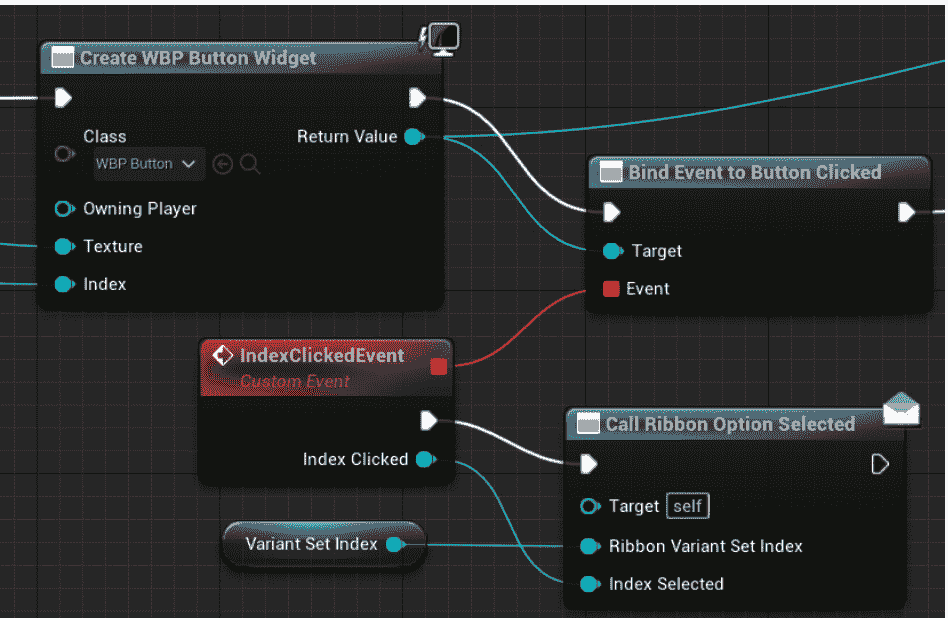 Create WBP Button Widget
Class
Return Value
WBP Button
Owning Player
Texture
Index
Bind Event to Button Clicked
Target
Event
IndexClickedEvent
Custom Event
Index Clicked
Variant Set Index
Call Ribbon Option Selected
Target self
Ribbon Variant Set Index
Index Selected